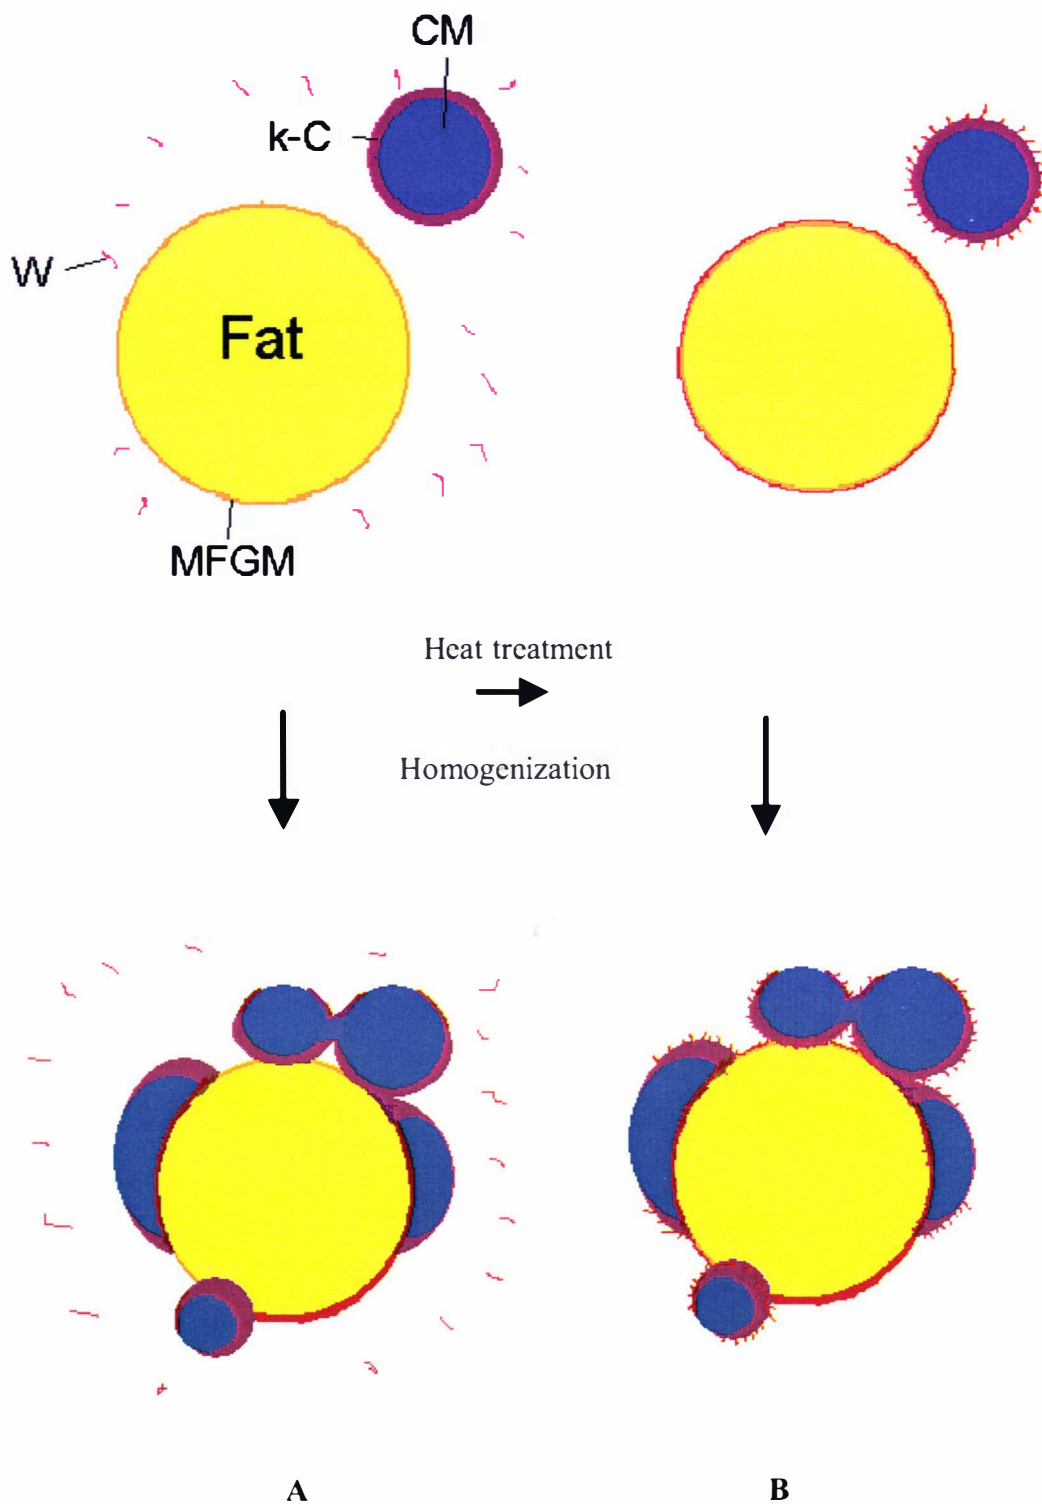 CM
k-C
W
Fat
MFGM
Heat treatment
Homogenization
A
B